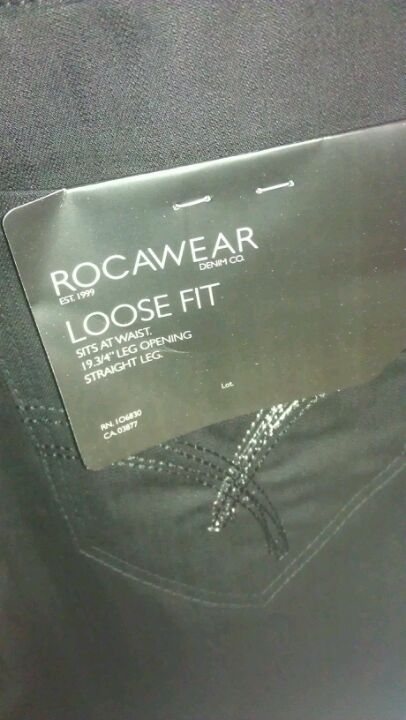 ROCAWEAR
EST. 1999 DENIM CO.
LOOSE FIT
SITS AT WAIST.
19.3/4" LEG OPENING
STRAIGHT LEG.
Lot.
RN. 106830
CA. 03877